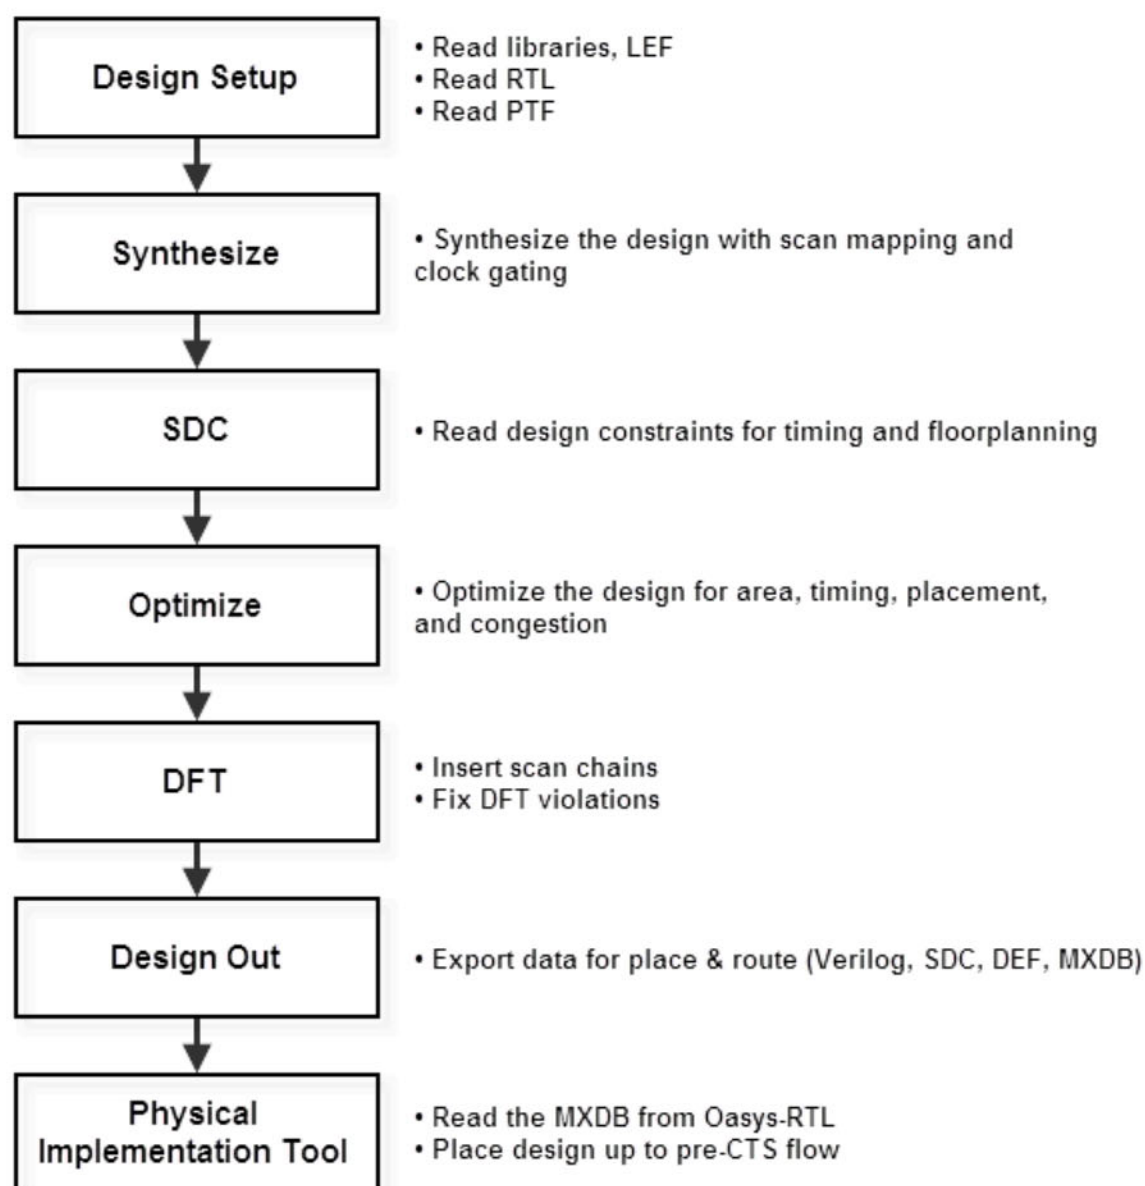 Design Setup
• Read libraries, LEF
• Read RTL
• Read PTF
Synthesize
• Synthesize the design with scan mapping and
clock gating
SDC
• Read design constraints for timing and floorplanning
Optimize
• Optimize the design for area, timing, placement,
and congestion
DFT
• Insert scan chains
• Fix DFT violations
Design Out
• Export data for place & route (Verilog, SDC, DEF, MXDB)
Physical
Implementation Tool
• Read the MXDB from Oasys-RTL
• Place design up to pre-CTS flow